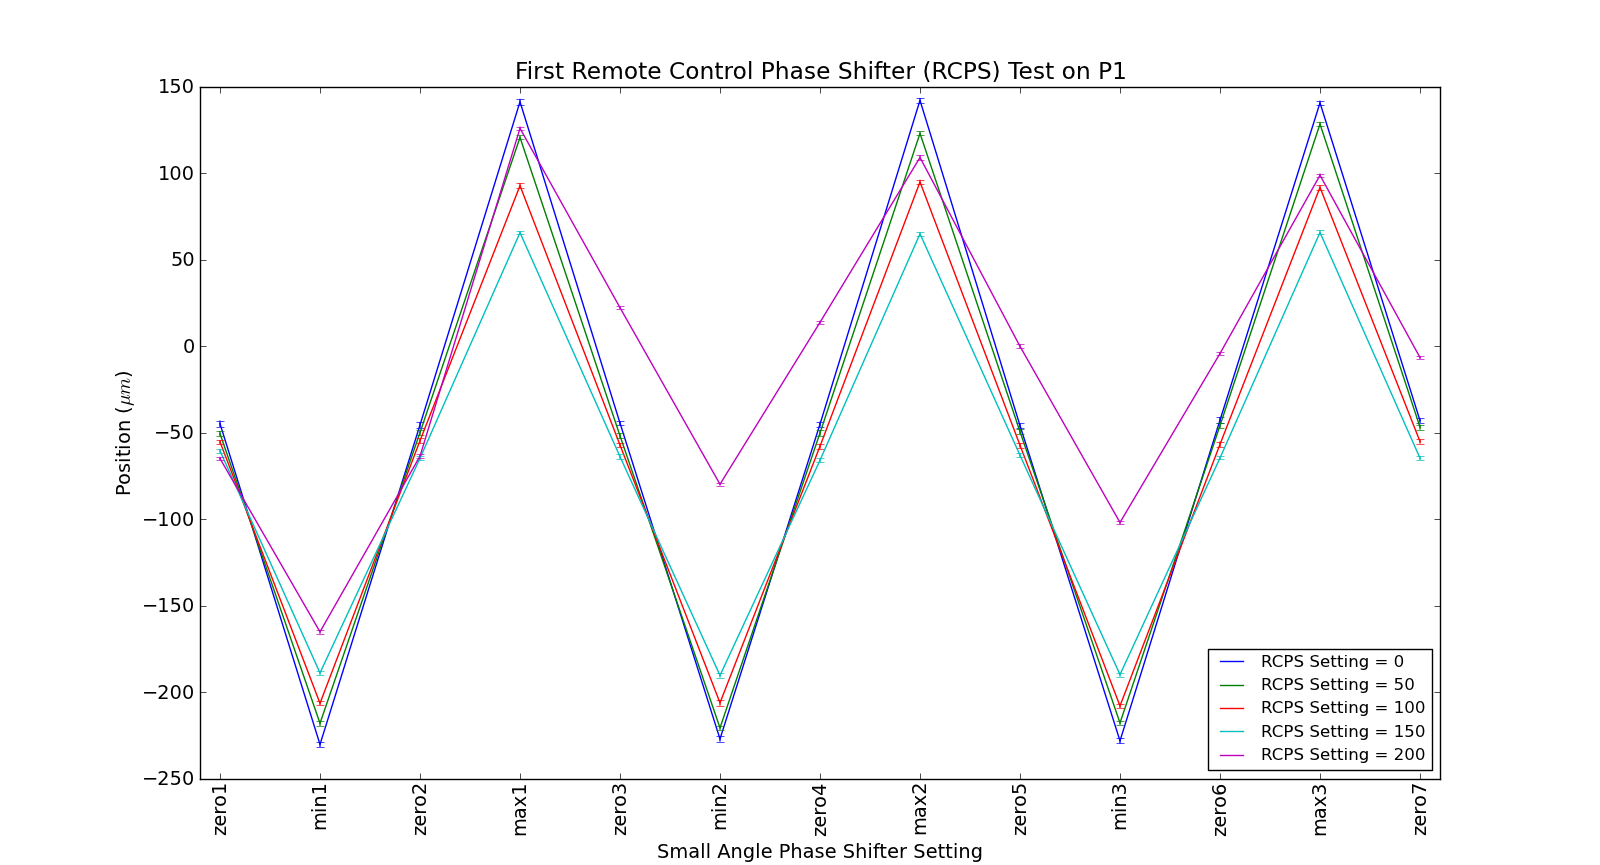 First Remote Control Phase Shifter (RCPS) Test on P1
150
100
50
0
−50
−100
−150
−200
−250
Position (μm)
zero1
min1
zero2
max1
zero3
min2
zero4
max2
zero5
min3
zero6
max3
zero7
Small Angle Phase Shifter Setting
RCPS Setting = 0
RCPS Setting = 50
RCPS Setting = 100
RCPS Setting = 150
RCPS Setting = 200